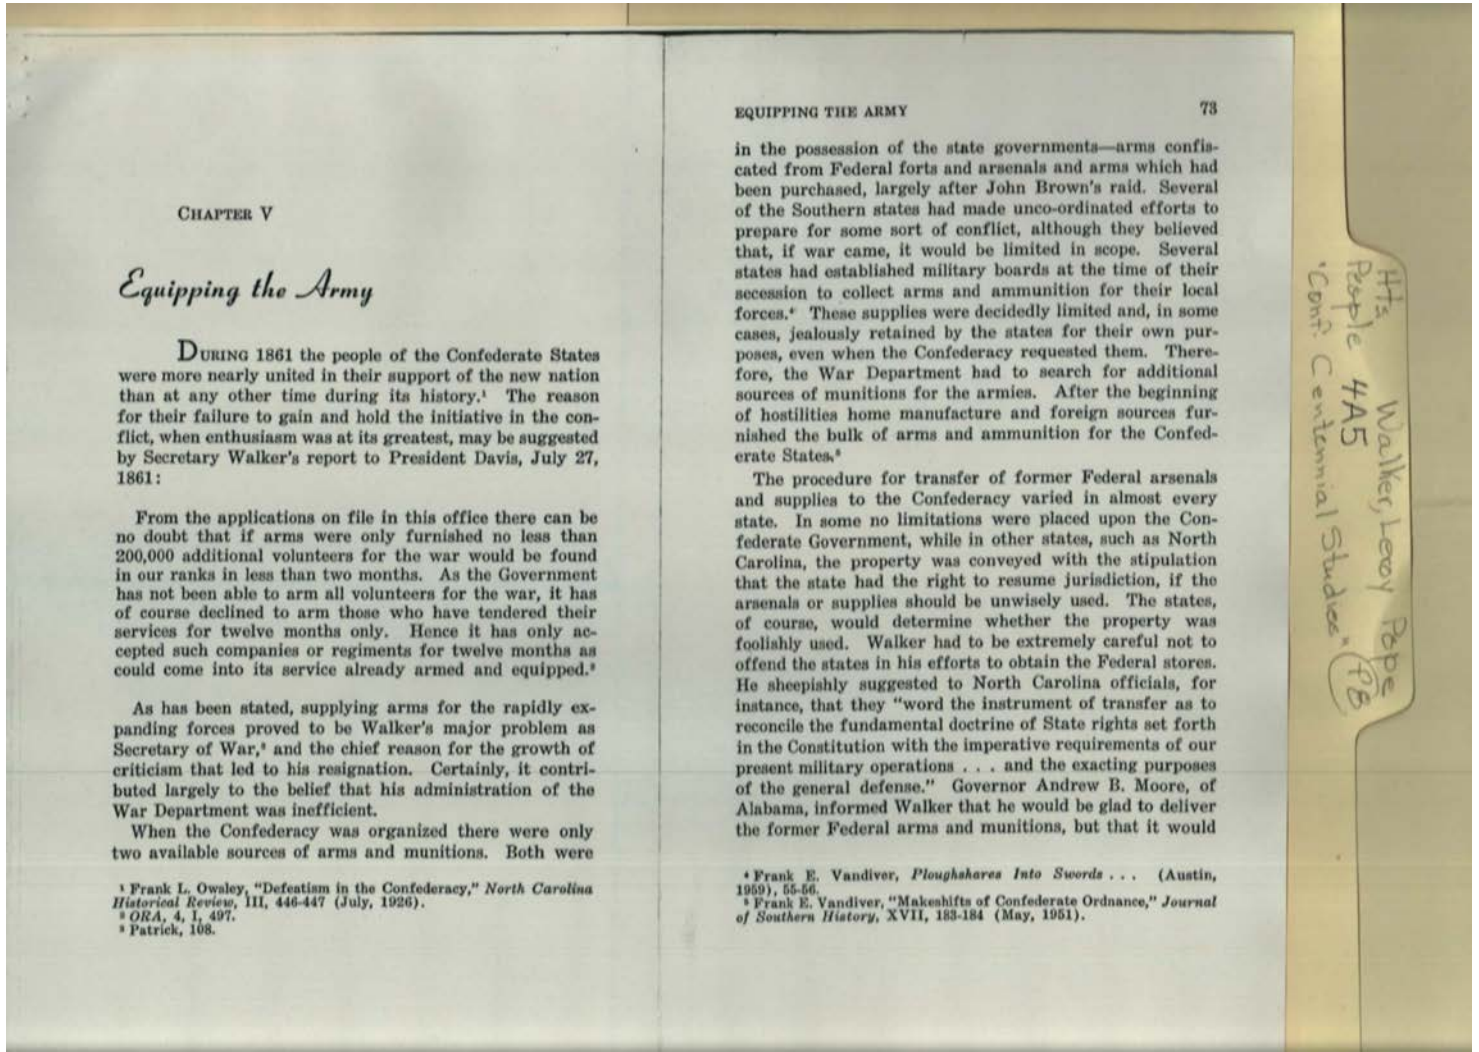 CHAPTER V
Equipping the Army
DURING 1861 the people of the Confederate States
were more nearly united in their support of the new nation
than at any other time during its history.¹ The reason
for their failure to gain and hold the initiative in the con-
flict, when enthusiasm was at its greatest, may be suggested
by Secretary Walker's report to President Davis, July 27,
1861:
From the applications on file in this office there can be
no doubt that if arms were only furnished no less than
200,000 additional volunteers for the war would be found
in our ranks in less than two months. As the Government
has not been able to arm all volunteers for the war, it has
of course declined to arm those who have tendered their
services for twelve months only. Hence it has only ac-
cepted such companies or regiments for twelve months as
could come into its service already armed and equipped.²
As has been stated, supplying arms for the rapidly ex-
panding forces proved to be Walker's major problem as
Secretary of War,³ and the chief reason for the growth of
criticism that led to his resignation. Certainly, it contri-
buted largely to the belief that his administration of the
War Department was inefficient.
When the Confederacy was organized there were only
two available sources of arms and munitions. Both were
¹ Frank L. Owsley, "Defeatism in the Confederacy," North Carolina
Historical Review, III, 446-447 (July, 1926).
² ORA, 4, I, 497.
³ Patrick, 108.
EQUIPPING THE ARMY 73
in the possession of the state governments—arms confis-
cated from Federal forts and arsenals and arms which had
been purchased, largely after John Brown's raid. Several
of the Southern states had made unco-ordinated efforts to
prepare for some sort of conflict, although they believed
that, if war came, it would be limited in scope. Several
states had established military boards at the time of their
secession to collect arms and ammunition for their local
forces.⁴ These supplies were decidedly limited and, in some
cases, jealously retained by the states for their own pur-
poses, even when the Confederacy requested them. There-
fore, the War Department had to search for additional
sources of munitions for the armies. After the beginning
of hostilities home manufacture and foreign sources fur-
nished the bulk of arms and ammunition for the Confed-
erate States.⁵
The procedure for transfer of former Federal arsenals
and supplies to the Confederacy varied in almost every
state. In some no limitations were placed upon the Con-
federate Government, while in other states, such as North
Carolina, the property was conveyed with the stipulation
that the state had the right to resume jurisdiction, if the
arsenals or supplies should be unwisely used. The states,
of course, would determine whether the property was
foolishly used. Walker had to be extremely careful not to
offend the states in his efforts to obtain the Federal stores.
He sheepishly suggested to North Carolina officials, for
instance, that they "word the instrument of transfer as to
reconcile the fundamental doctrine of State rights set forth
in the Constitution with the imperative requirements of our
present military operations . . . and the exacting purposes
of the general defense." Governor Andrew B. Moore, of
Alabama, informed Walker that he would be glad to deliver
the former Federal arms and munitions, but that it would
⁴ Frank E. Vandiver, Ploughshares Into Swords . . . (Austin,
1959), 55-56.
⁵ Frank E. Vandiver, "Makeshifts of Confederate Ordnance," Journal
of Southern History, XVII, 183-184 (May, 1951).
Hts Walker, Leroy Pope
People 4A5
"Conf. Centennial Studies" P8